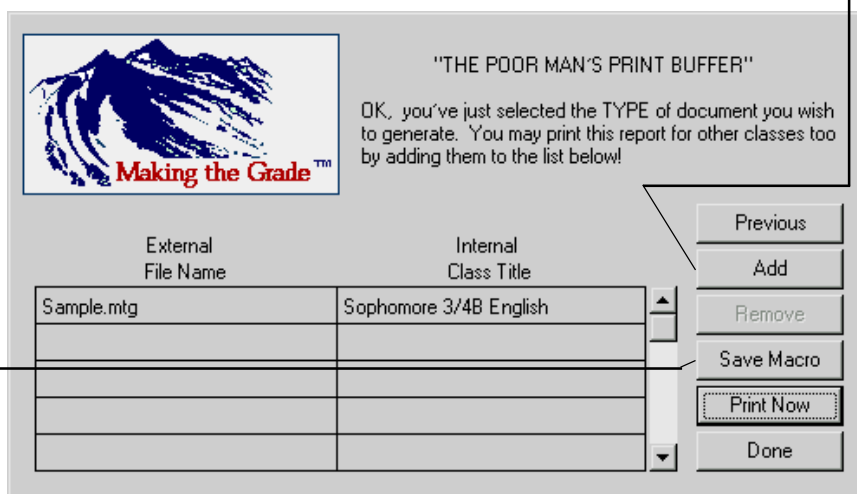 "THE POOR MAN'S PRINT BUFFER"
OK, you've just selected the TYPE of document you wish
to generate. You may print this report for other classes too
by adding them to the list below!
Making the Grade™
External
File Name
Internal
Class Title
Sample.mtg
Sophomore 3/4B English
Previous
Add
Remove
Save Macro
Print Now
Done